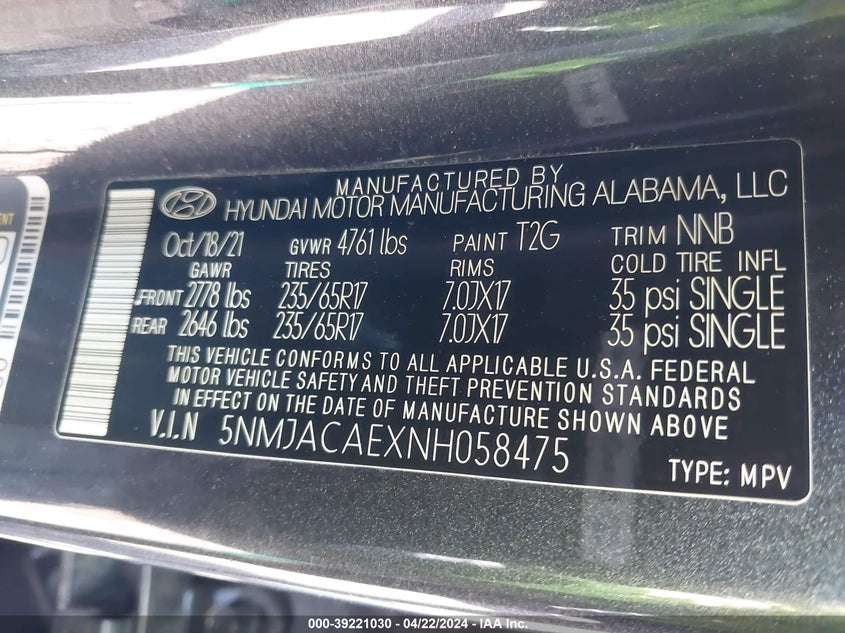 MANUFACTURED BY
HYUNDAI MOTOR MANUFACTURING ALABAMA, LLC
Oct/18/21 GVWR 4761 lbs PAINT T2G TRIM NNB
GAWR TIRES RIMS COLD TIRE INFL
FRONT 2778 lbs 235/65R17 7.0JX17 35 psi SINGLE
REAR 2646 lbs 235/65R17 7.0JX17 35 psi SINGLE
THIS VEHICLE CONFORMS TO ALL APPLICABLE U.S.A. FEDERAL
MOTOR VEHICLE SAFETY AND THEFT PREVENTION STANDARDS
IN EFFECT ON THE DATE OF MANUFACTURE SHOWN ABOVE
V.I.N 5NMJACAEXNH058475
TYPE: MPV
000-39221030 - 04/22/2024 - IAA Inc.